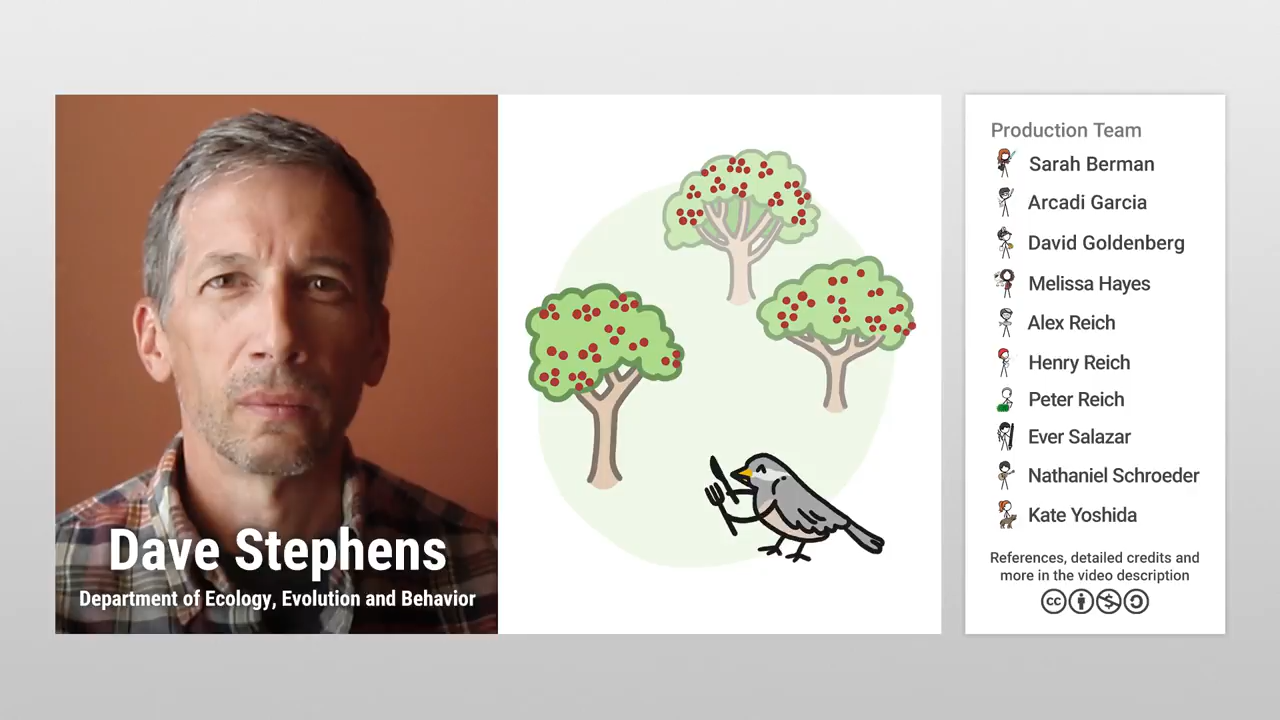 Dave Stephens
Department of Ecology, Evolution and Behavior
Production Team
Sarah Berman
Arcadi Garcia
David Goldenberg
Melissa Hayes
Alex Reich
Henry Reich
Peter Reich
Ever Salazar
Nathaniel Schroeder
Kate Yoshida
References, detailed credits and
more in the video description
cc